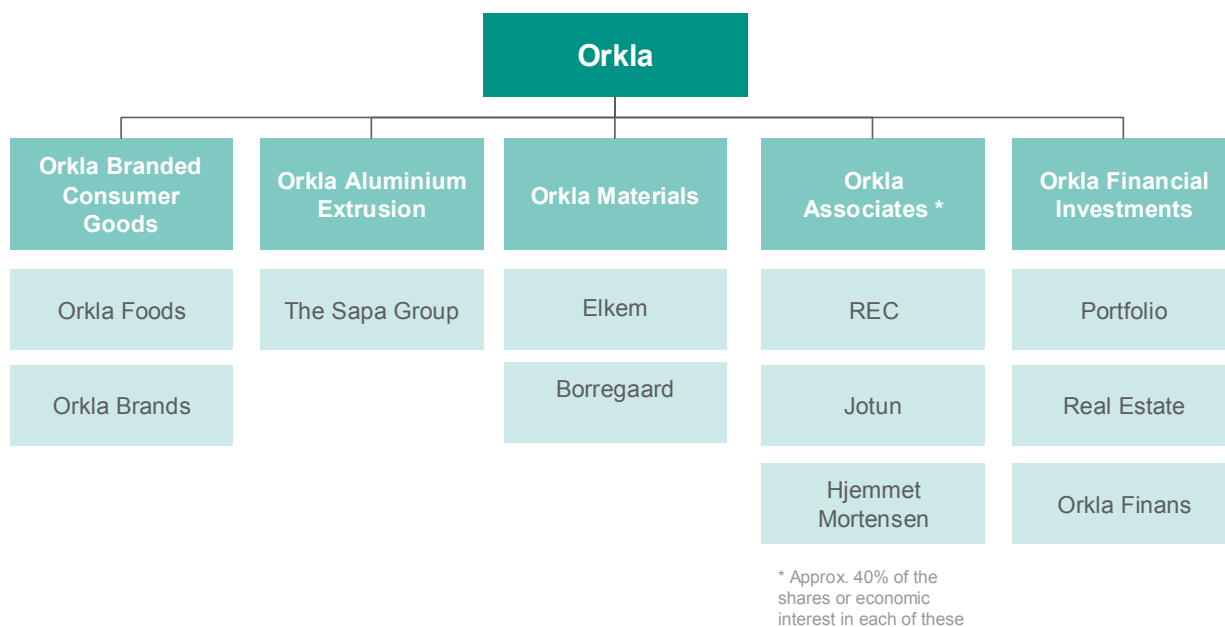 Orkla
Orkla Branded
Consumer
Goods
Orkla Aluminium
Extrusion
Orkla Materials
Orkla
Associates *
Orkla Financial
Investments
Orkla Foods
The Sapa Group
Elkem
REC
Portfolio
Orkla Brands
Borregaard
Jotun
Real Estate
Hjemmet
Mortensen
Orkla Finans
* Approx. 40% of the
shares or economic
interest in each of these